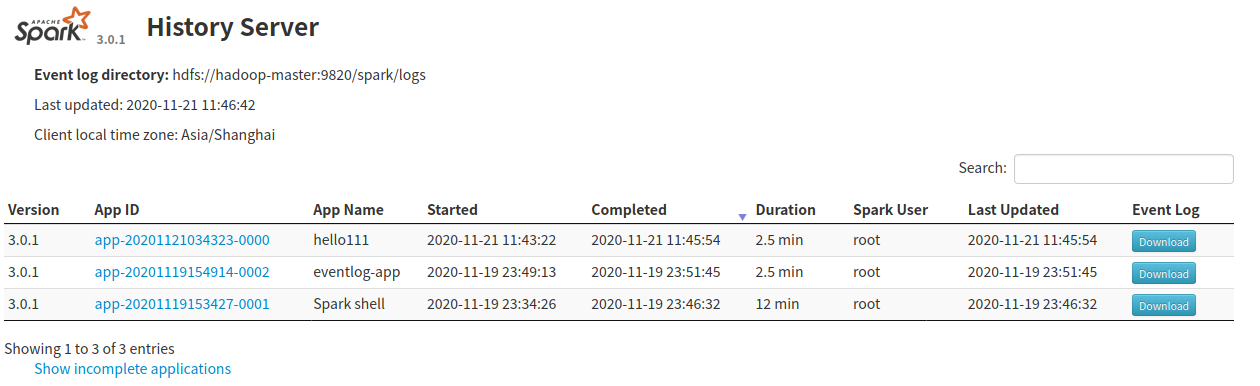 APACHE Spark 3.0.1 History Server
Event log directory: hdfs://hadoop-master:9820/spark/logs
Last updated: 2020-11-21 11:46:42
Client local time zone: Asia/Shanghai
Search:
Version App ID App Name Started Completed Duration Spark User Last Updated Event Log
3.0.1 app-20201121034323-0000 hello111 2020-11-21 11:43:22 2020-11-21 11:45:54 2.5 min root 2020-11-21 11:45:54 Download
3.0.1 app-20201119154914-0002 eventlog-app 2020-11-19 23:49:13 2020-11-19 23:51:45 2.5 min root 2020-11-19 23:51:45 Download
3.0.1 app-20201119153427-0001 Spark shell 2020-11-19 23:34:26 2020-11-19 23:46:32 12 min root 2020-11-19 23:46:32 Download
Showing 1 to 3 of 3 entries
Show incomplete applications